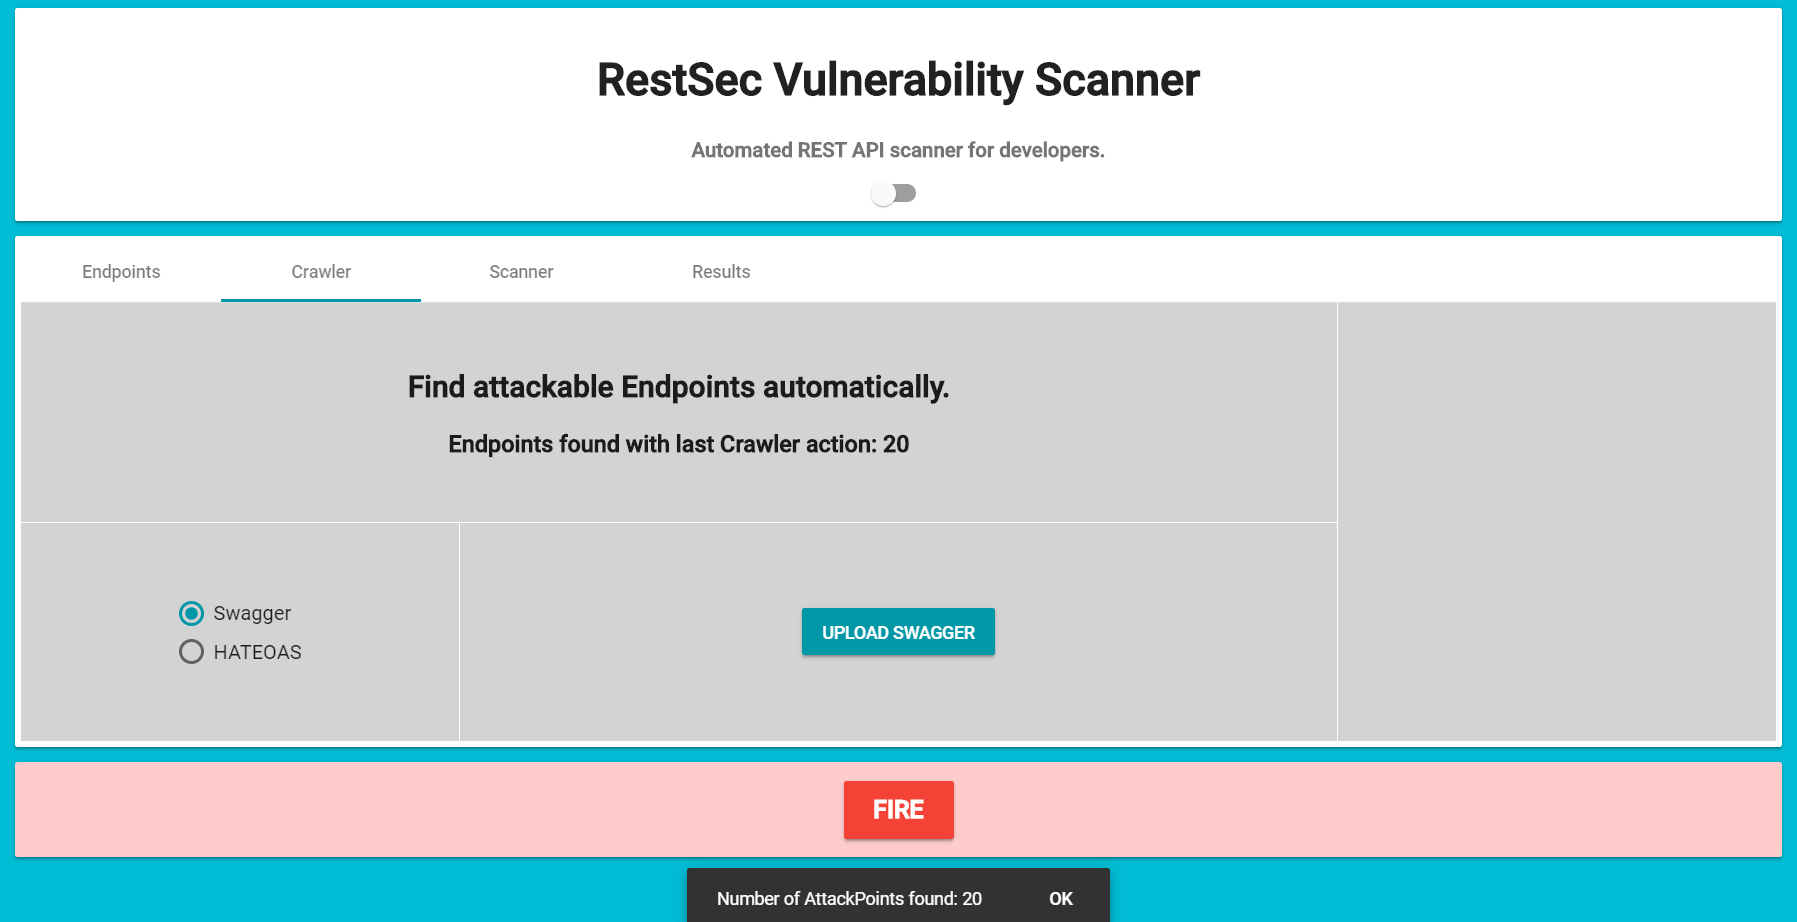 RestSec Vulnerability Scanner
Automated REST API scanner for developers.
Endpoints Crawler Scanner Results
Find attackable Endpoints automatically.
Endpoints found with last Crawler action: 20
Swagger
HATEOAS
UPLOAD SWAGGER
FIRE
Number of AttackPoints found: 20 OK